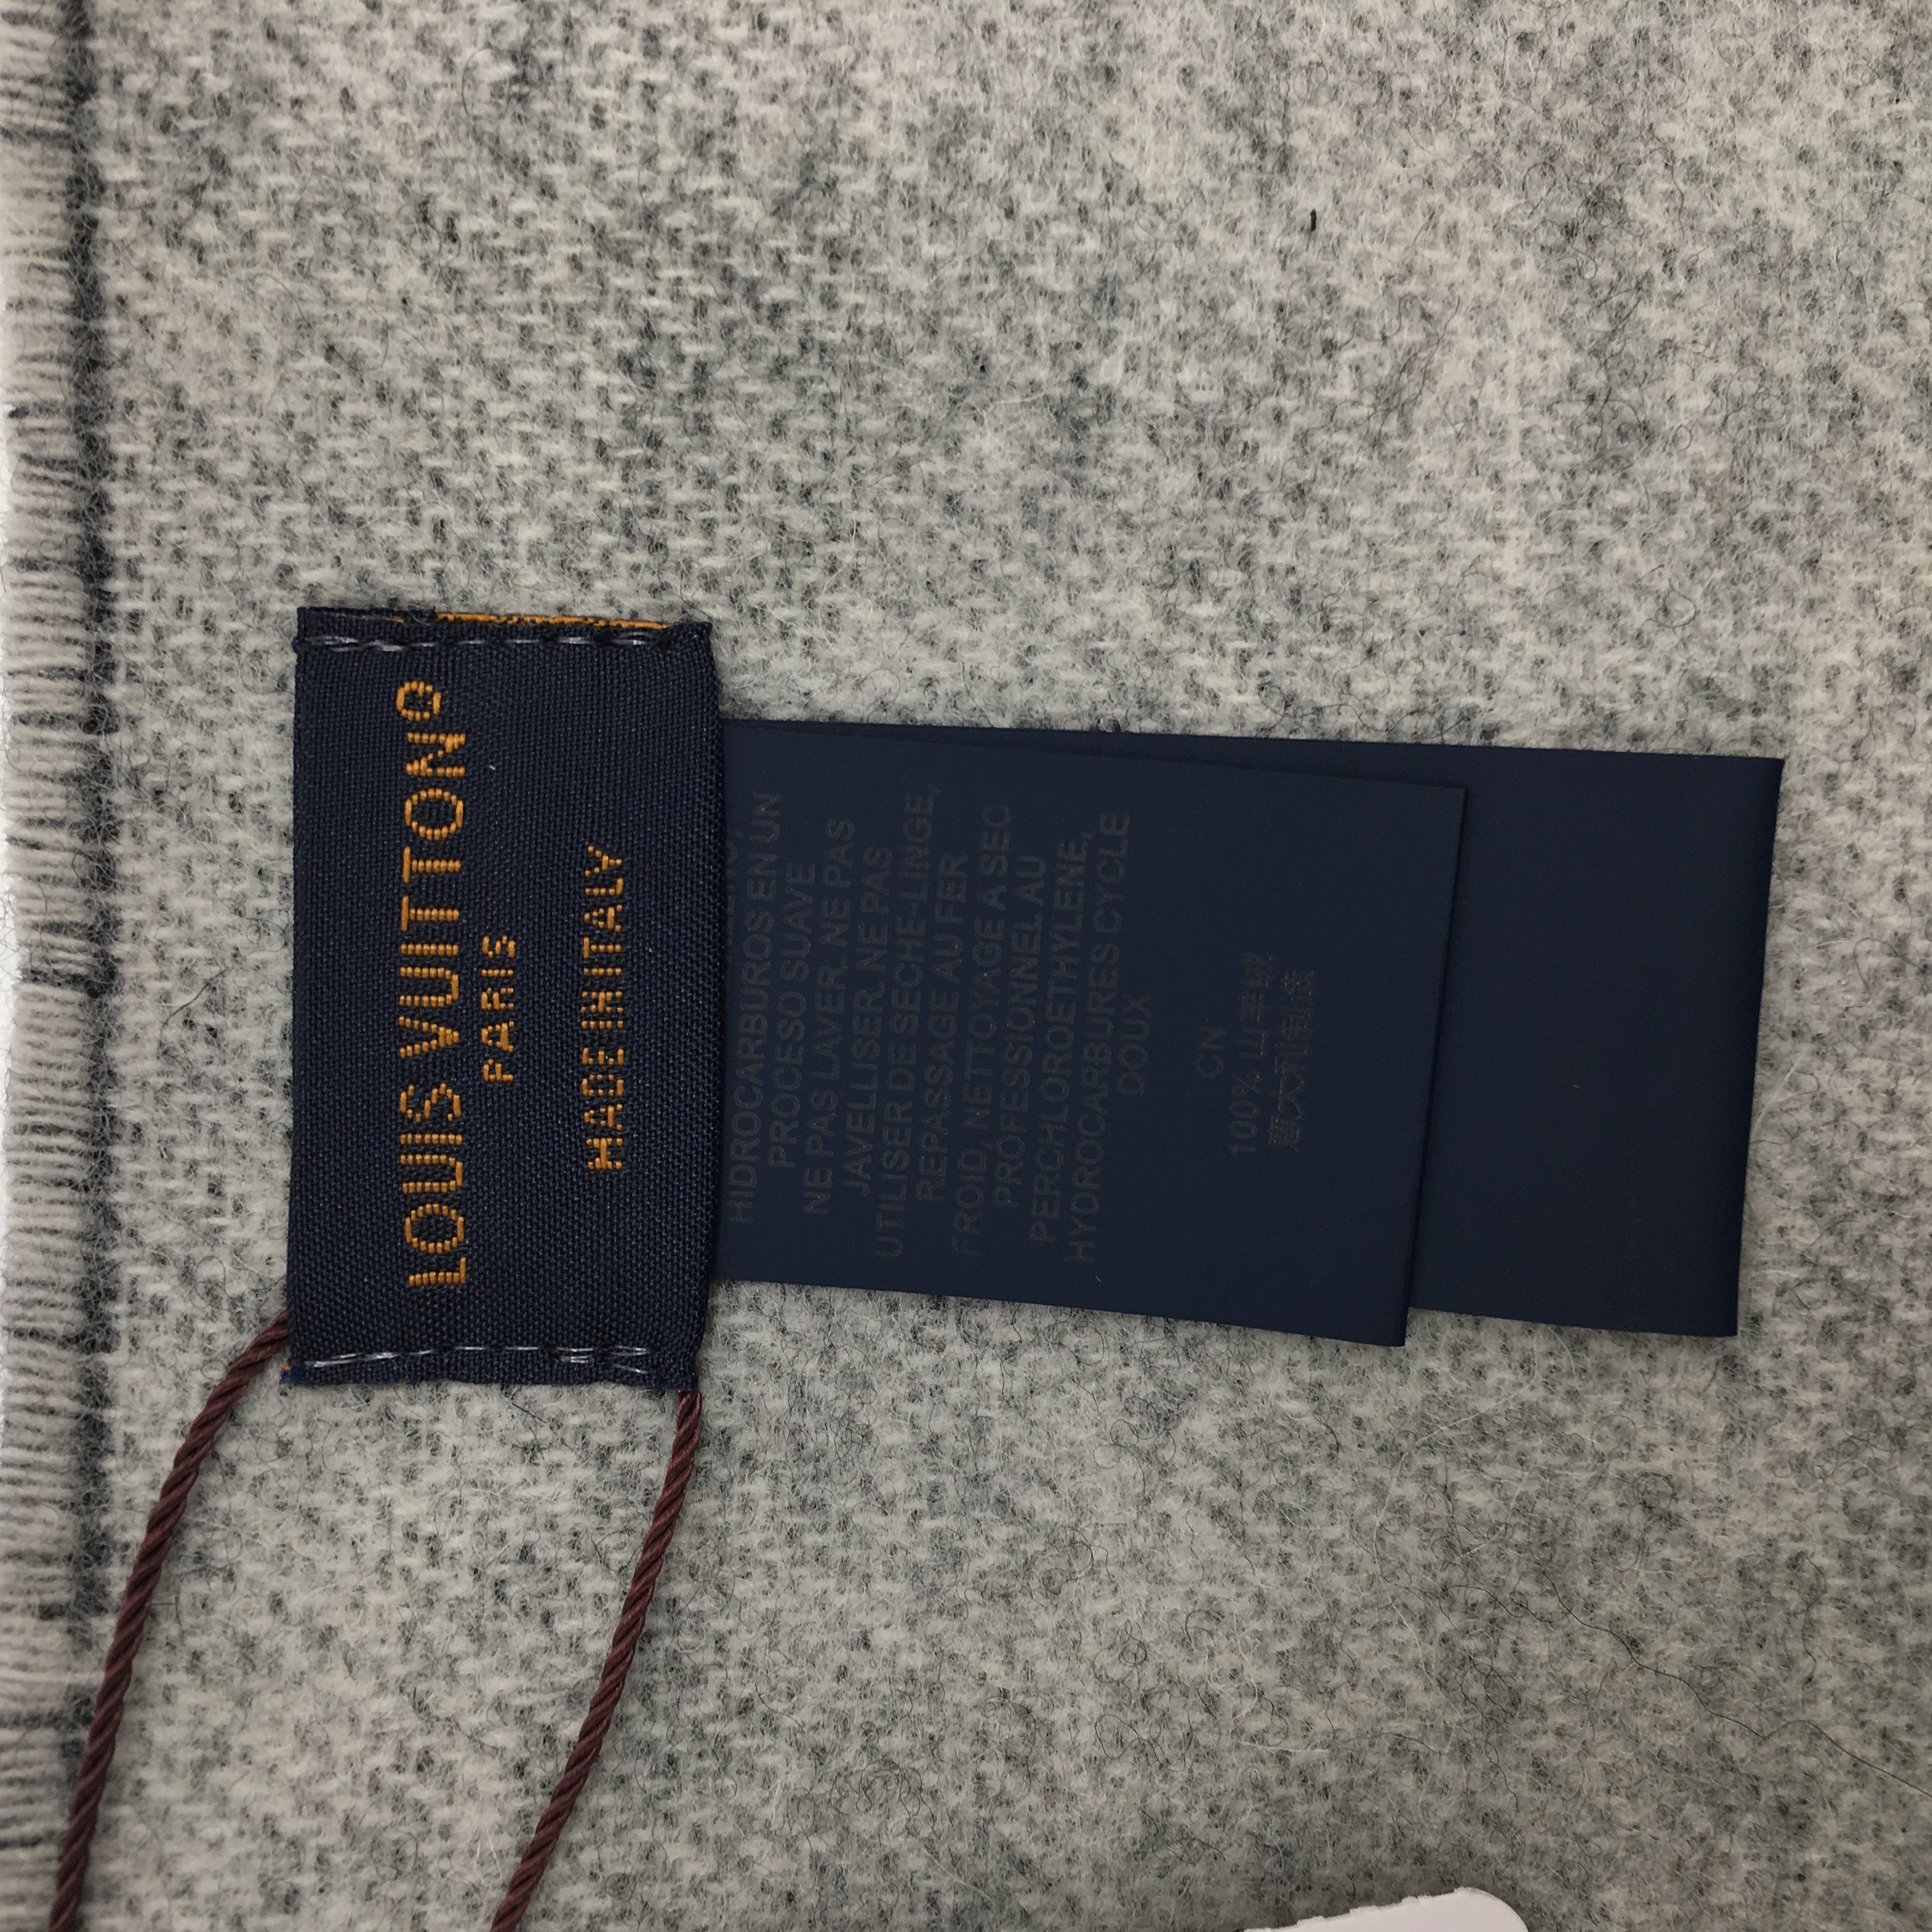 LOUIS VUITTON®
PARIS
MADE IN ITALY
HIDROCARBUROS EN UN
PROCESO SUAVE
NE PAS LAVER. NE PAS
JAVELLISER. NE PAS
UTILISER DE SECHE-LINGE,
REPASSAGE AU FER
FROID, NETTOYAGE A SEC
PROFESSIONNEL AU
PERCHLOROETHYLENE,
HYDROCARBURES CYCLE
DOUX
CN
100% 山羊绒
意大利制造